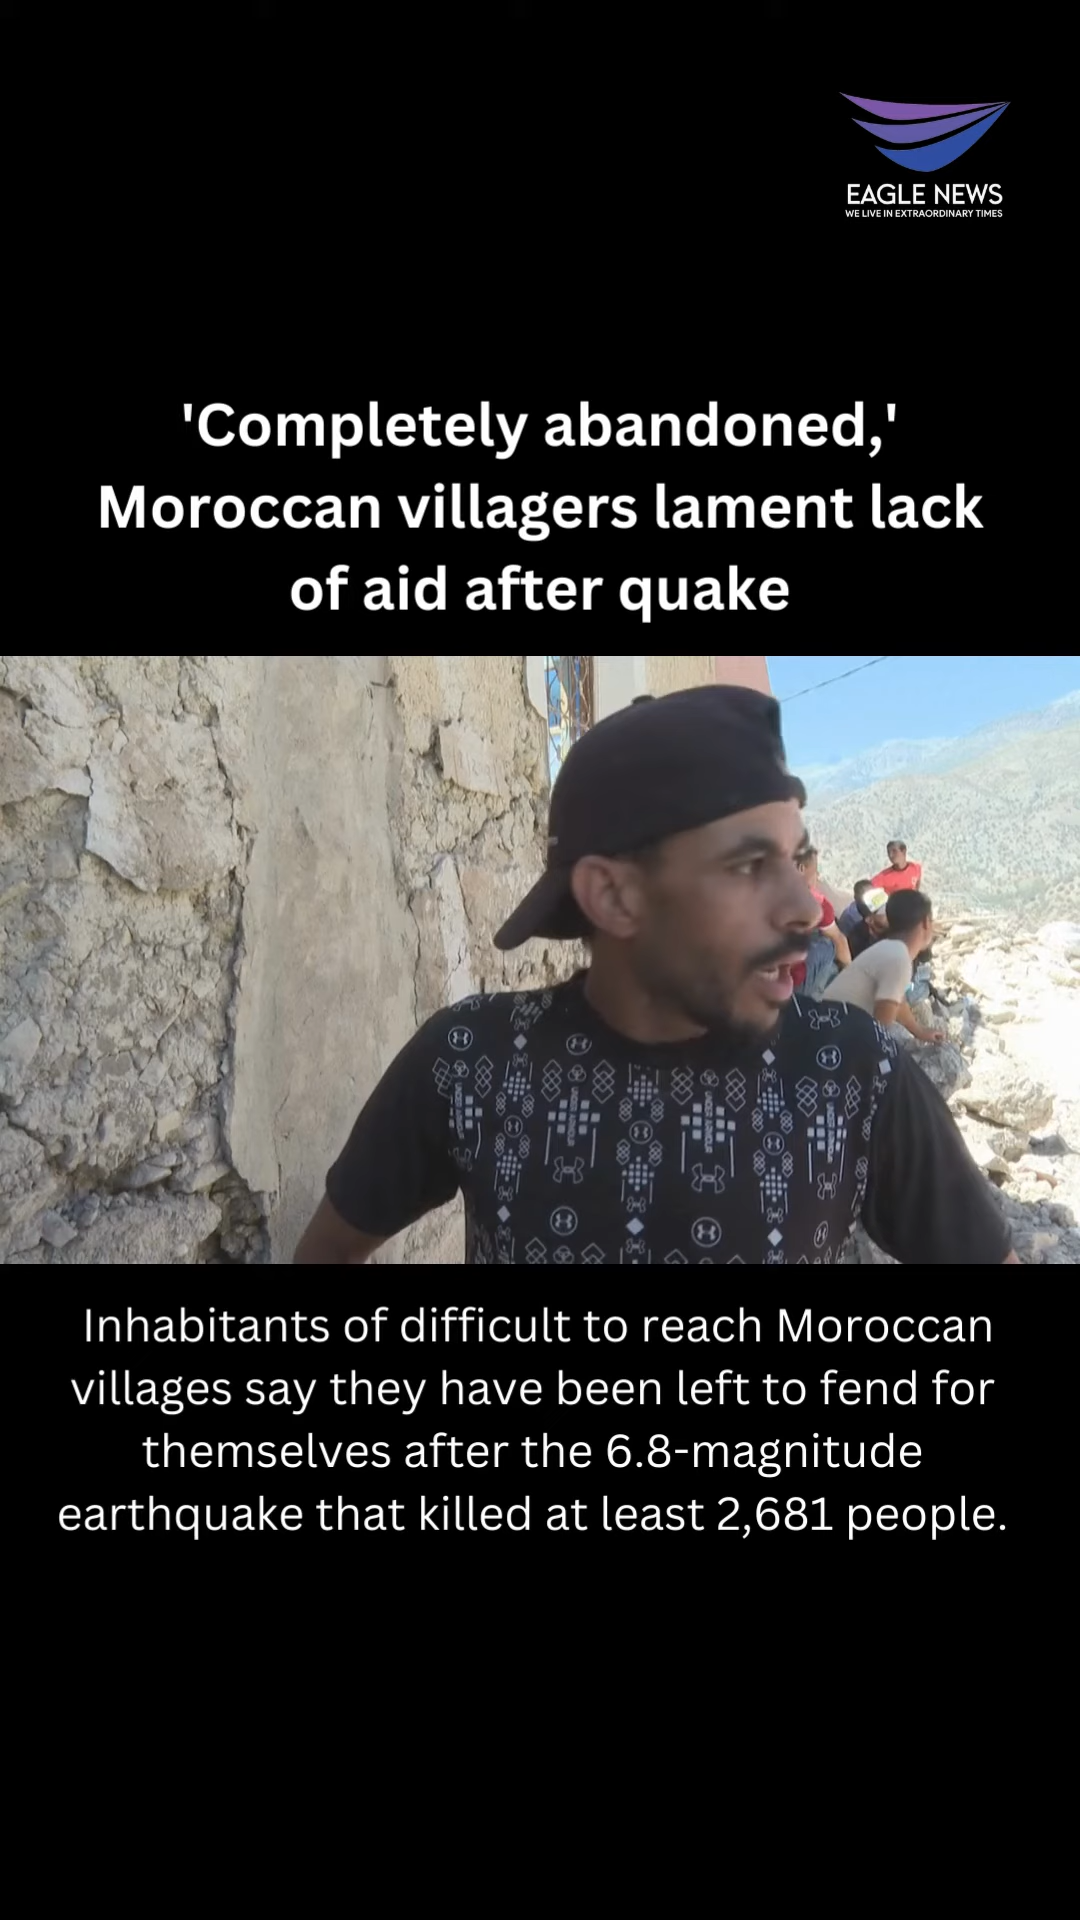 EAGLE NEWS
WE LIVE IN EXTRAORDINARY TIMES
'Completely abandoned,'
Moroccan villagers lament lack
of aid after quake
UNDER ARMOUR
Inhabitants of difficult to reach Moroccan
villages say they have been left to fend for
themselves after the 6.8-magnitude
earthquake that killed at least 2,681 people.